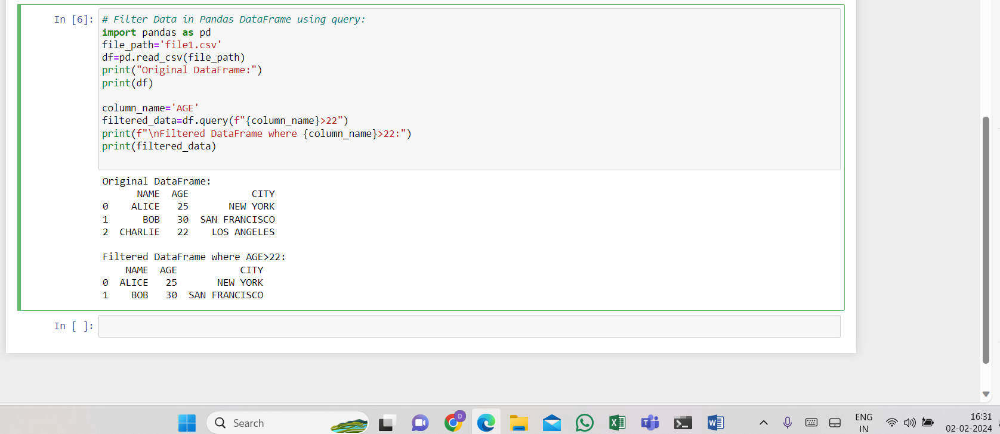 In [6]: # Filter Data in Pandas DataFrame using query:
import pandas as pd
file_path='file1.csv'
df=pd.read_csv(file_path)
print("Original DataFrame:")
print(df)
column_name='AGE'
filtered_data=df.query(f"{column_name}>22")
print(f"\nFiltered DataFrame where {column_name}>22:")
print(filtered_data)
Original DataFrame:
NAME AGE CITY
0 ALICE 25 NEW YORK
1 BOB 30 SAN FRANCISCO
2 CHARLIE 22 LOS ANGELES
Filtered DataFrame where AGE>22:
NAME AGE CITY
0 ALICE 25 NEW YORK
1 BOB 30 SAN FRANCISCO
In [ ]:
Search
D
ENG
IN
16:31
02-02-2024